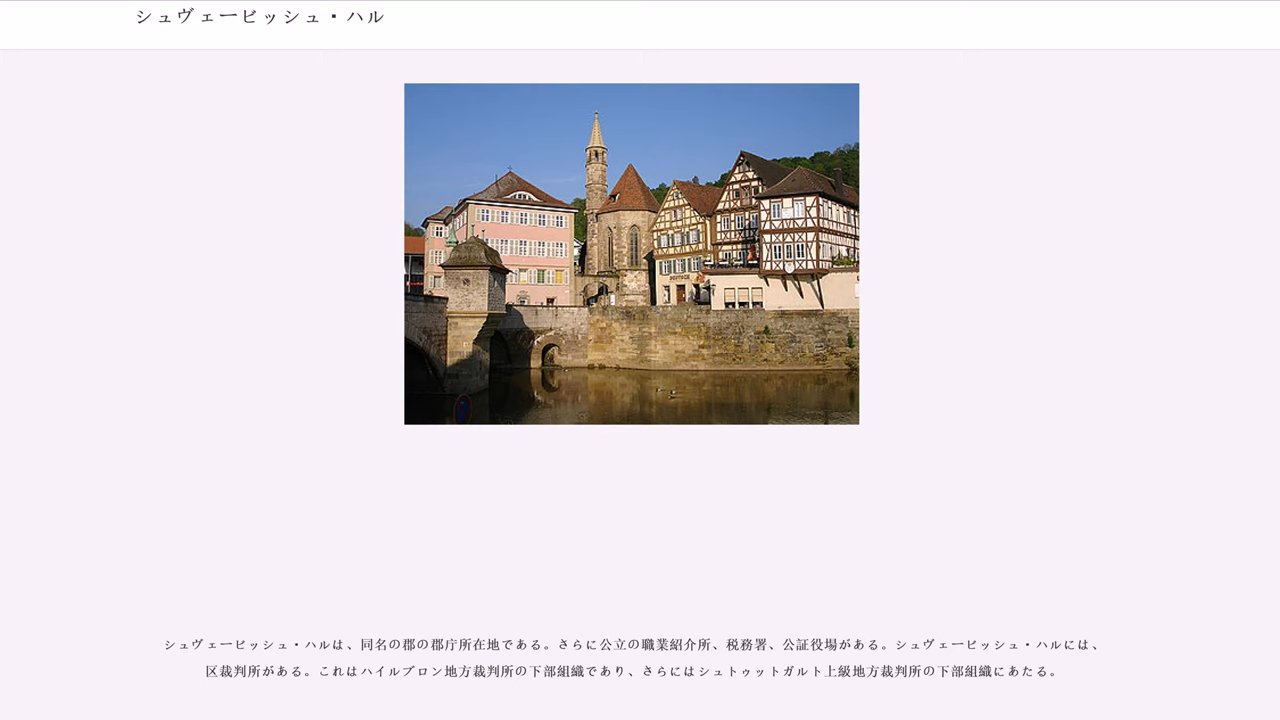 シュヴェービッシュ・ハル
シュヴェービッシュ・ハルは、同名の郡の郡庁所在地である。さらに公立の職業紹介所、税務署、公証役場がある。シュヴェービッシュ・ハルには、
区裁判所がある。これはハイルブロン地方裁判所の下部組織であり、さらにはシュトゥットガルト上級地方裁判所の下部組織にあたる。